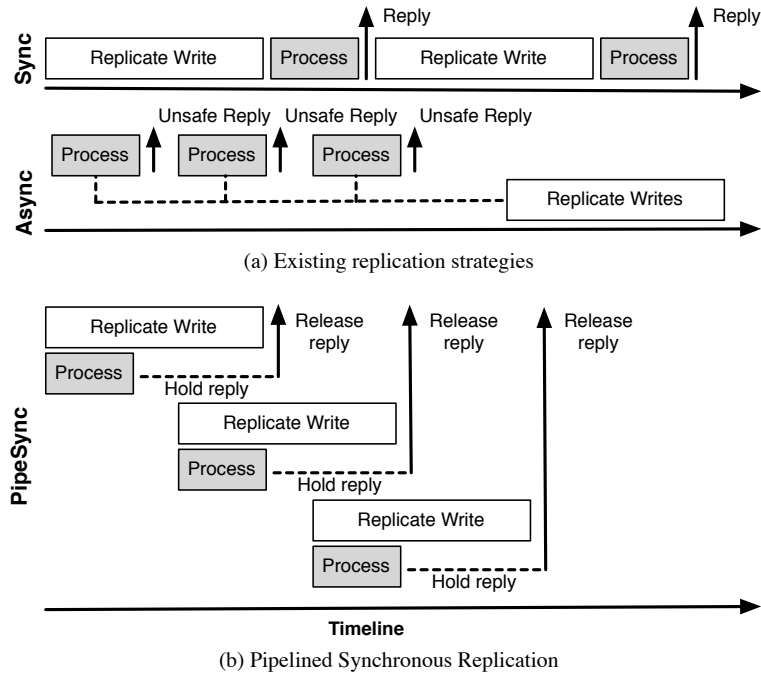 Reply
Reply
Sync
Replicate Write
Process
Replicate Write
Process
Unsafe Reply
Unsafe Reply
Unsafe Reply
Async
Process
Process
Process
Replicate Writes
(a) Existing replication strategies
PipeSync
Replicate Write
Release
reply
Release
reply
Release
reply
Process
Hold reply
Replicate Write
Process
Hold reply
Replicate Write
Process
Hold reply
Timeline
(b) Pipelined Synchronous Replication